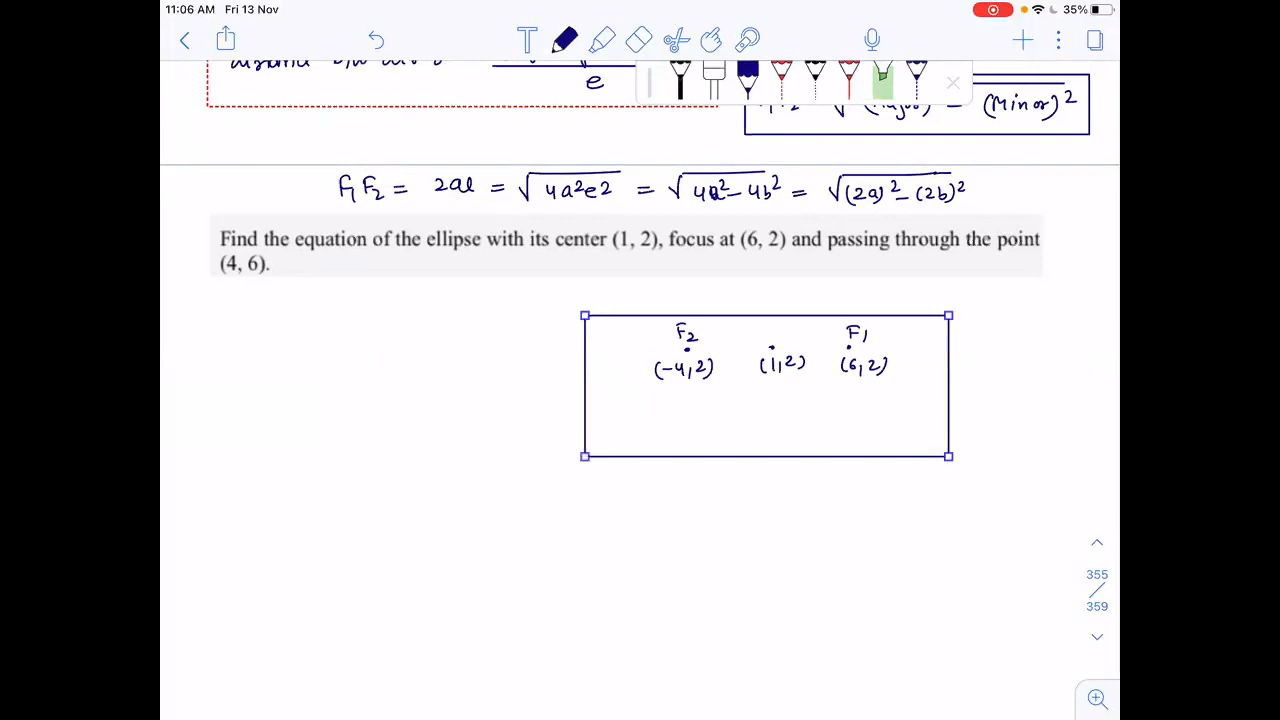 11:06 AM Fri 13 Nov
35%
T
e
(Minor)²
F₁F₂ = 2ae = √4a²e2 = √4a²-4b² = √(2a)²-(2b)²
Find the equation of the ellipse with its center (1, 2), focus at (6, 2) and passing through the point
(4, 6).
F₂ F₁
(-4,2) (1,2) (6,2)
355
359